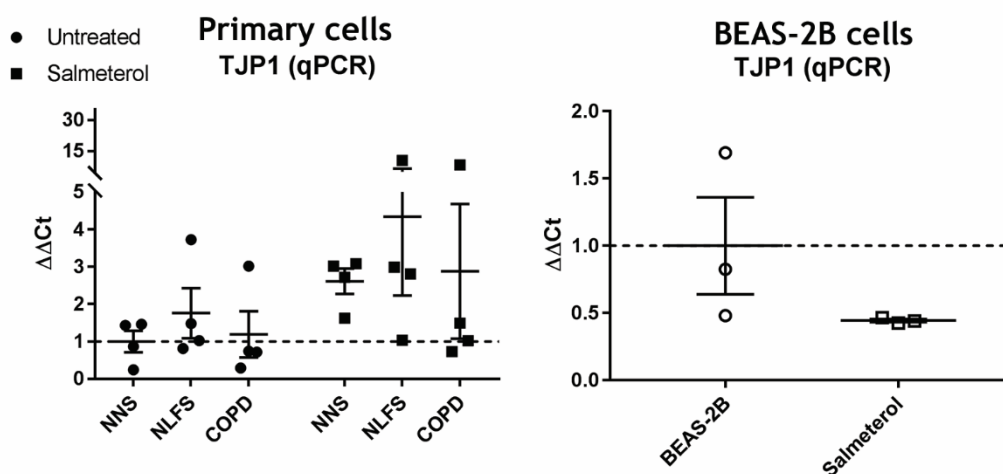 Untreated
Salmeterol
Primary cells
TJP1 (qPCR)
30
15
5
4
3
2
1
0
ΔΔCt
NNS
NLFS
COPD
NNS
NLFS
COPD
BEAS-2B cells
TJP1 (qPCR)
2.0
1.5
1.0
0.5
0.0
ΔΔCt
BEAS-2B
Salmeterol